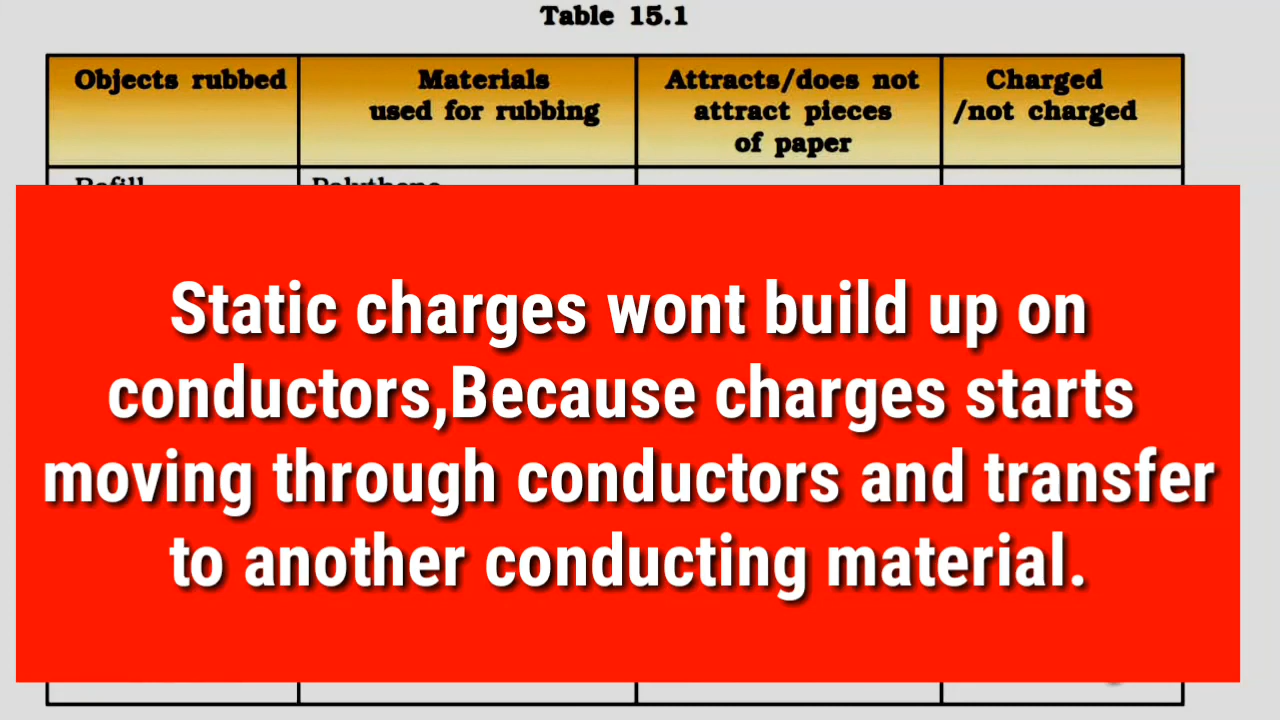 Table 15.1
Objects rubbed
Materials
used for rubbing
Attracts/does not
attract pieces
of paper
Charged
/not charged
Refill
Polythene
Static charges wont build up on
conductors,Because charges starts
moving through conductors and transfer
to another conducting material.